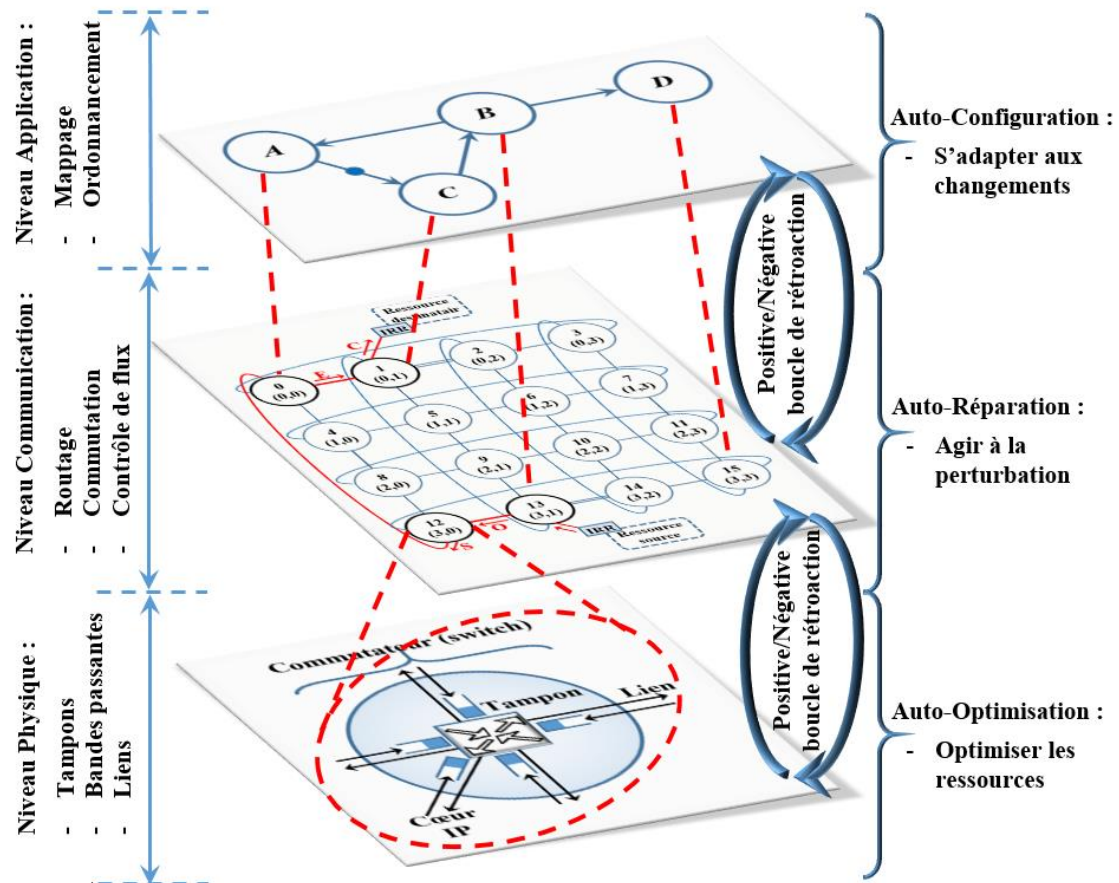 Niveau Application :
- Mappage
- Ordonnancement
A
B
C
D
Auto-Configuration :
- S’adapter aux
changements
Positive/Négative
boucle de rétroaction
Niveau Communication :
- Routage
- Commutation
- Contrôle de flux
Ressource
destinatair
IRR
C
E
0
(0,0)
1
(0,1)
2
(0,2)
3
(0,3)
4
(1,0)
5
(1,1)
6
(1,2)
7
(1,3)
8
(2,0)
9
(2,1)
10
(2,2)
11
(2,3)
12
(3,0)
13
(3,1)
14
(3,2)
15
(3,3)
O
S
IRR
Ressource
source
Auto-Réparation :
- Agir à la
perturbation
Positive/Négative
boucle de rétroaction
Niveau Physique :
- Tampons
- Bandes passantes
- Liens
Commutateur (switch)
Tampon
Lien
Cœur
IP
Auto-Optimisation :
- Optimiser les
ressources